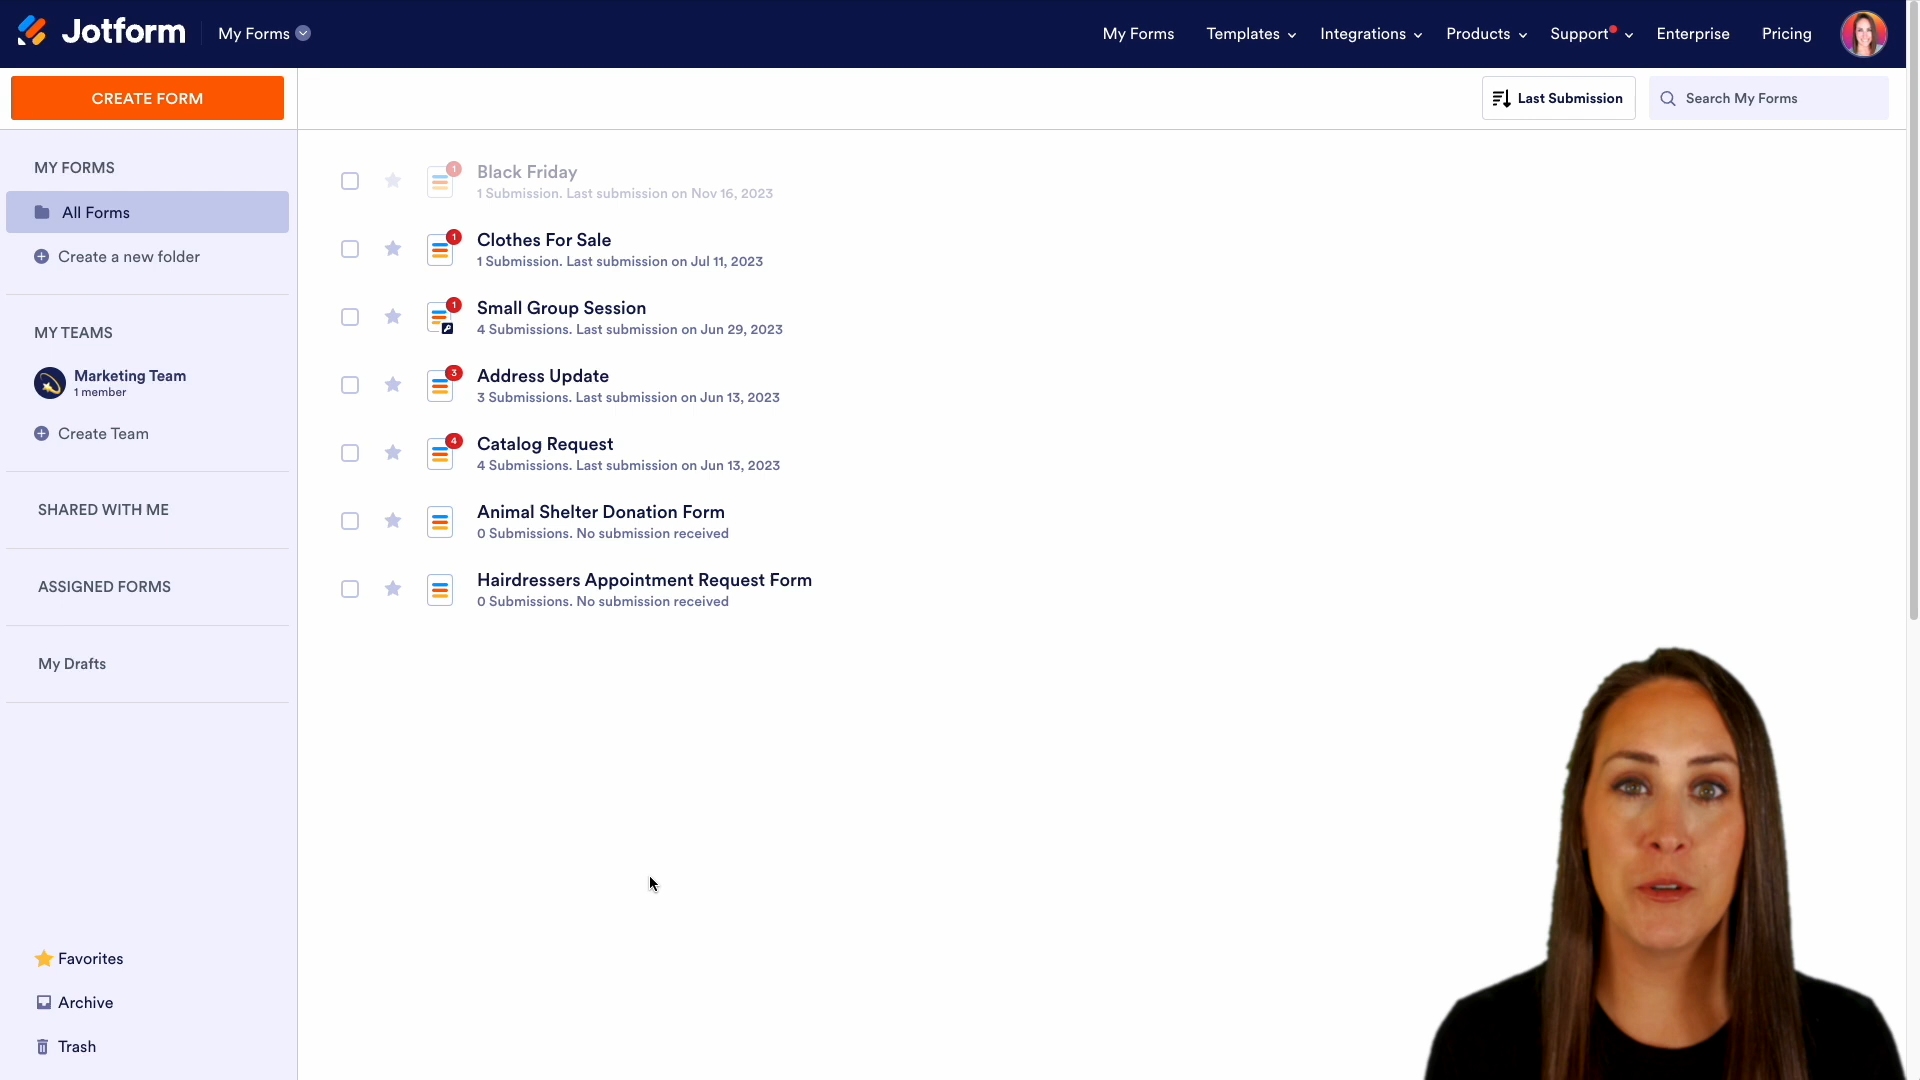 Jotform
My Forms
My Forms
Templates
Integrations
Products
Support
Enterprise
Pricing
CREATE FORM
Last Submission
Search My Forms
MY FORMS
All Forms
Create a new folder
MY TEAMS
Marketing Team
1 member
Create Team
SHARED WITH ME
ASSIGNED FORMS
My Drafts
Favorites
Archive
Trash
1
Black Friday
1 Submission. Last submission on Nov 16, 2023
1
Clothes For Sale
1 Submission. Last submission on Jul 11, 2023
1
Small Group Session
4 Submissions. Last submission on Jun 29, 2023
3
Address Update
3 Submissions. Last submission on Jun 13, 2023
4
Catalog Request
4 Submissions. Last submission on Jun 13, 2023
Animal Shelter Donation Form
0 Submissions. No submission received
Hairdressers Appointment Request Form
0 Submissions. No submission received